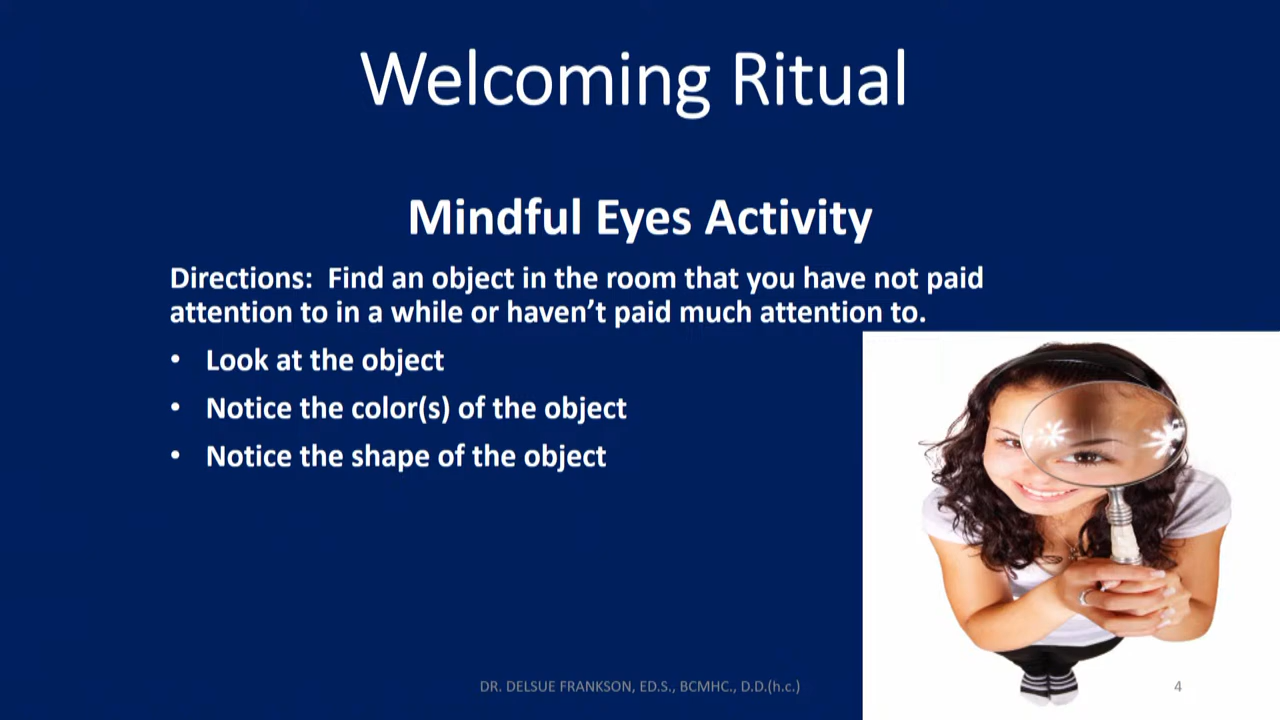 Welcoming Ritual
Mindful Eyes Activity
Directions:  Find an object in the room that you have not paid
attention to in a while or haven’t paid much attention to.
• Look at the object
• Notice the color(s) of the object
• Notice the shape of the object
DR. DELSUE FRANKSON, ED.S., BCMHC., D.D.(h.c.)
4